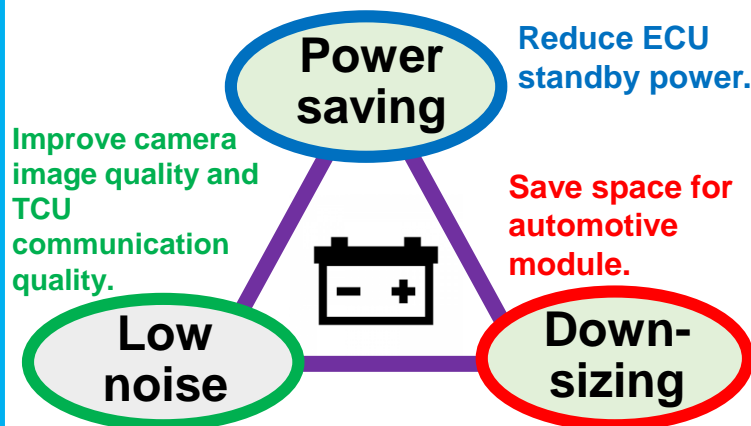 Power
saving
Reduce ECU
standby power.
Improve camera
image quality and
TCU
communication
quality.
Save space for
automotive
module.
Low
noise
Down-
sizing